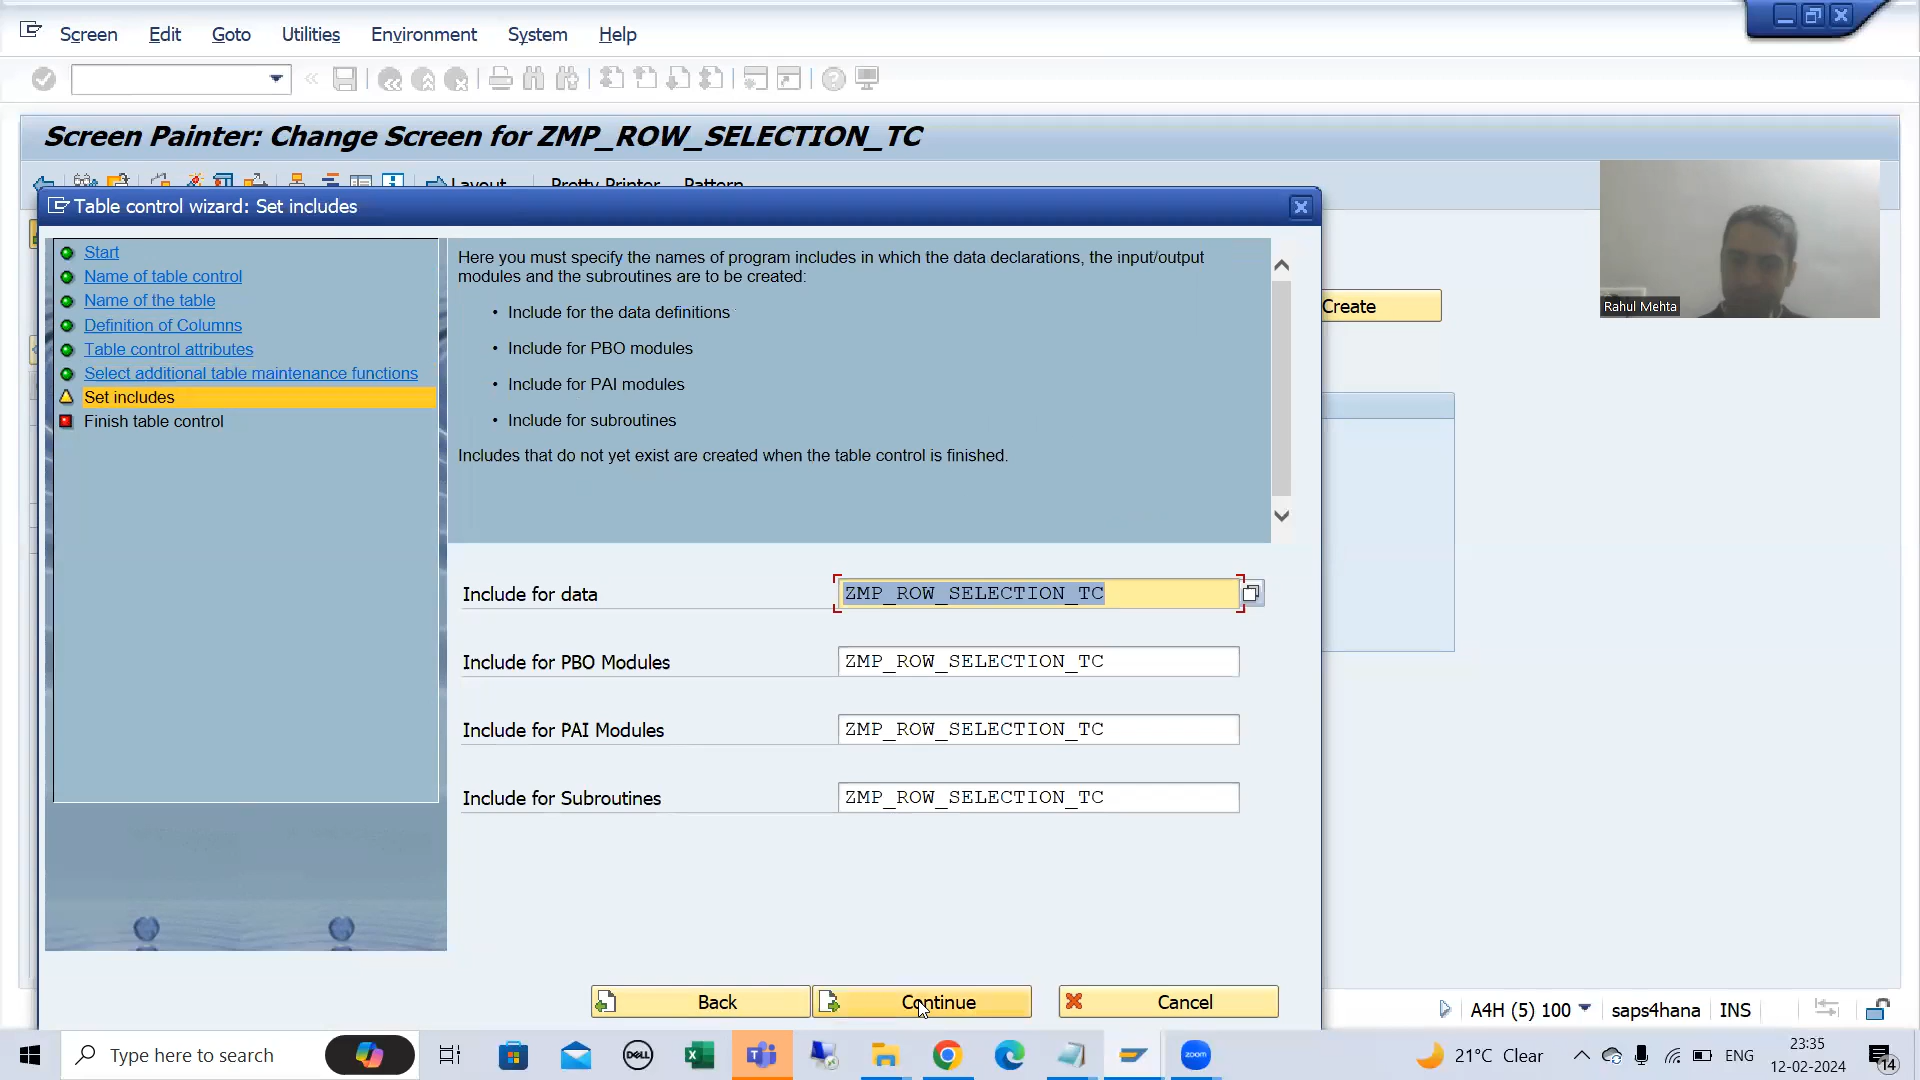 Screen Edit Goto Utilities Environment System Help
Screen Painter: Change Screen for ZMP_ROW_SELECTION_TC
Layout Pretty Printer Pattern
Table control wizard: Set includes
Start
Name of table control
Name of the table
Definition of Columns
Table control attributes
Select additional table maintenance functions
Set includes
Finish table control
Here you must specify the names of program includes in which the data declarations, the input/output
modules and the subroutines are to be created:
• Include for the data definitions
• Include for PBO modules
• Include for PAI modules
• Include for subroutines
Includes that do not yet exist are created when the table control is finished.
Include for data ZMP_ROW_SELECTION_TC
Include for PBO Modules ZMP_ROW_SELECTION_TC
Include for PAI Modules ZMP_ROW_SELECTION_TC
Include for Subroutines ZMP_ROW_SELECTION_TC
Back Continue Cancel
Create
Rahul Mehta
A4H (5) 100 saps4hana INS
Type here to search
DELL
zoom
21°C Clear
ENG
23:35
12-02-2024
14